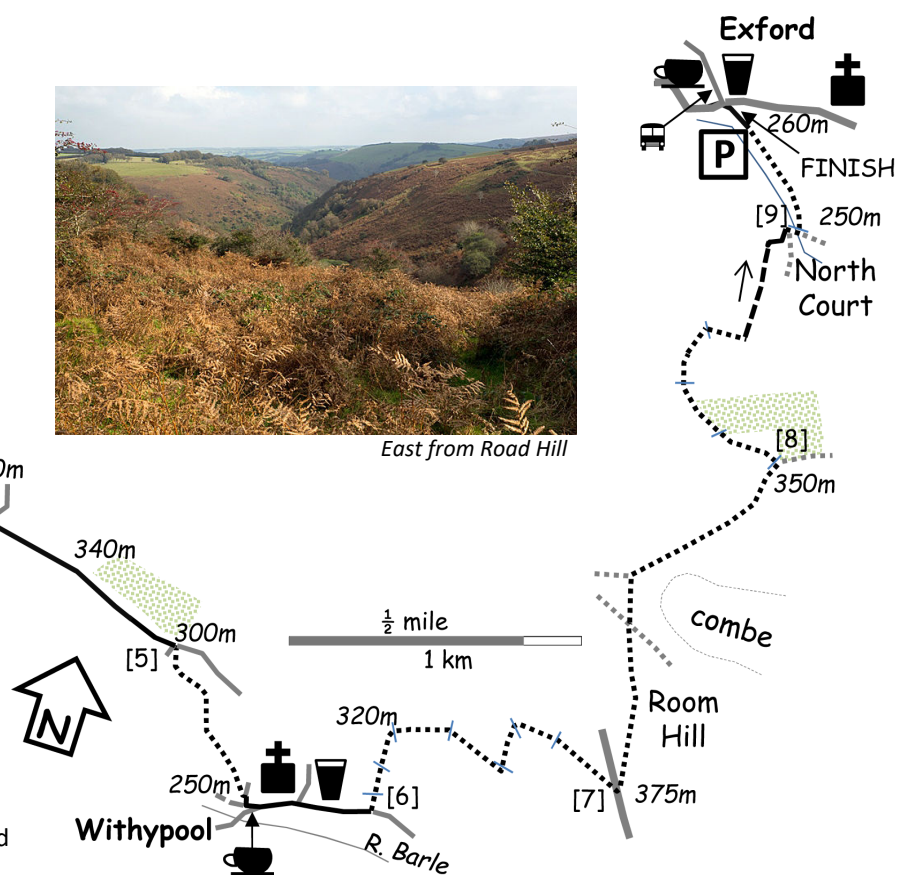 Exford
260m
P
FINISH
[9]
250m
North
Court
East from Road Hill
[8]
350m
0m
340m
300m
[5]
½ mile
1 km
combe
N
Room
Hill
320m
250m
[6]
[7]
375m
Withypool
R. Barle
d